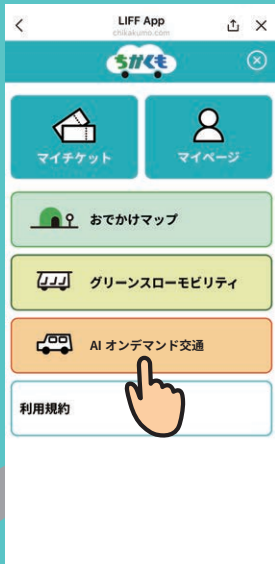 LIFF App
chikakumo.com
ちかくも
マイチケット
マイページ
おでかけマップ
グリーンスローモビリティ
AI オンデマンド交通
利用規約